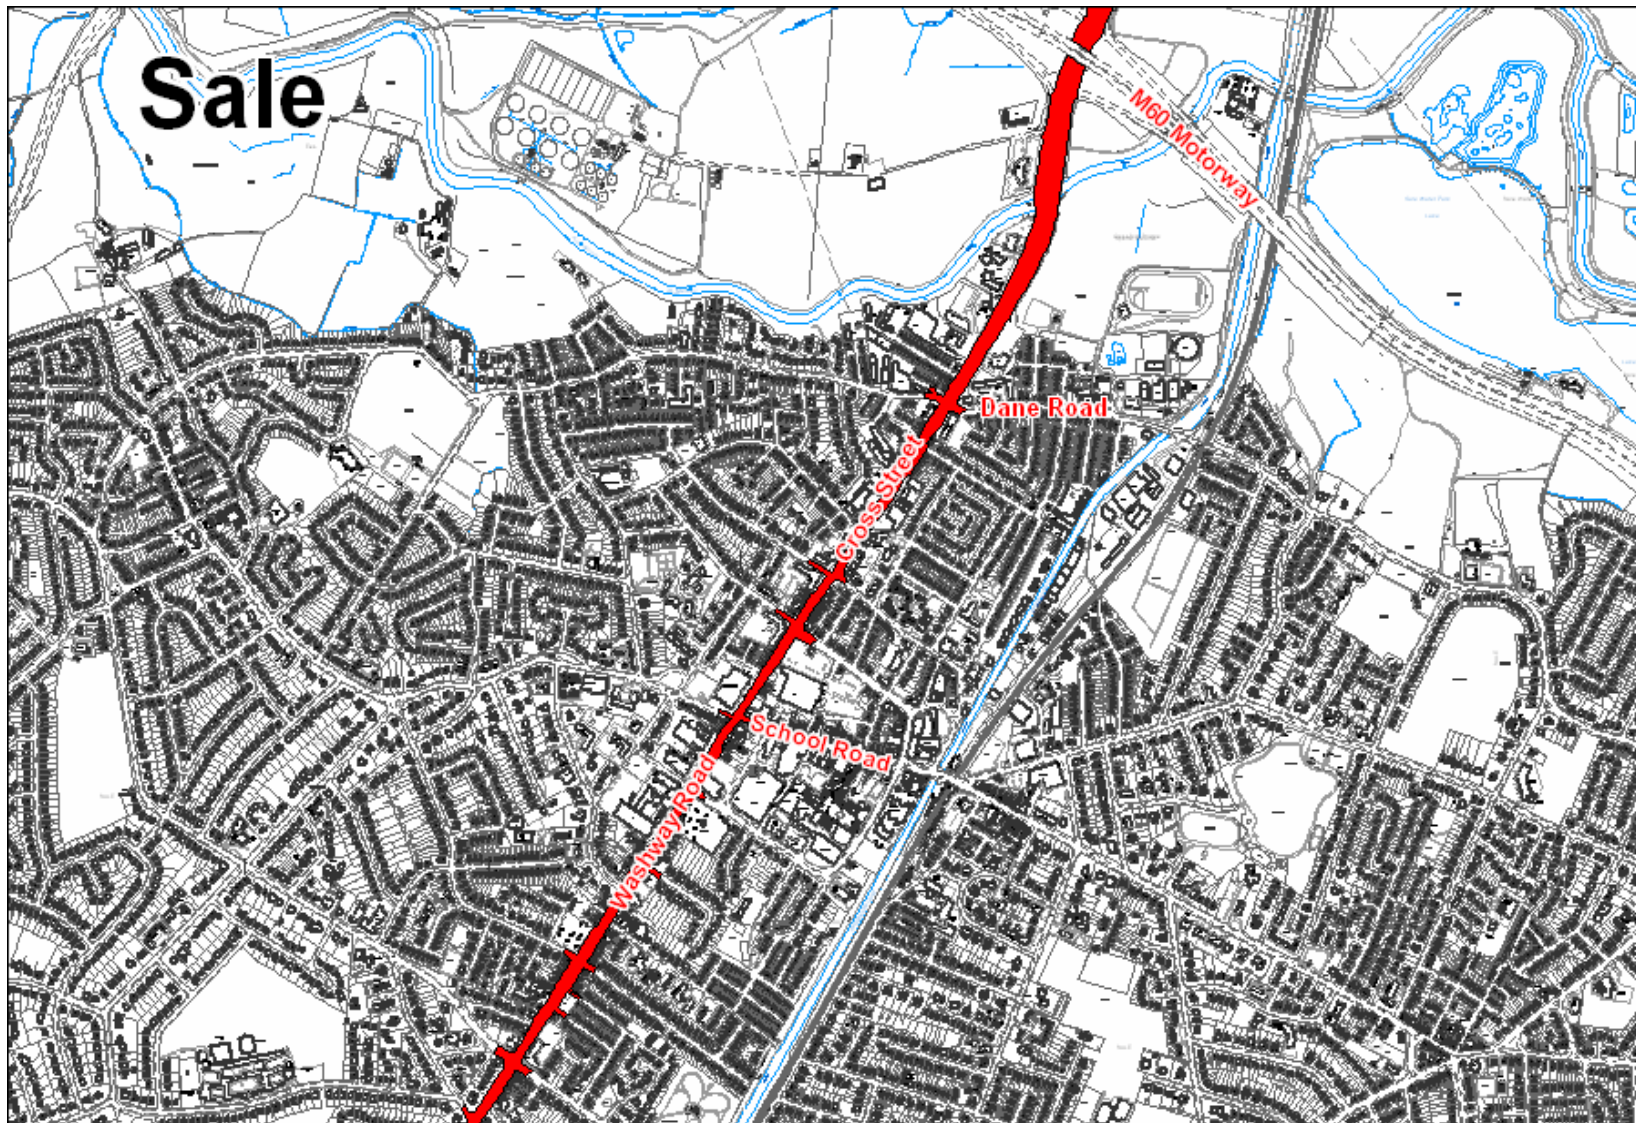 Sale
M60 Motorway
Dane Road
Cross Street
School Road
Washway Road